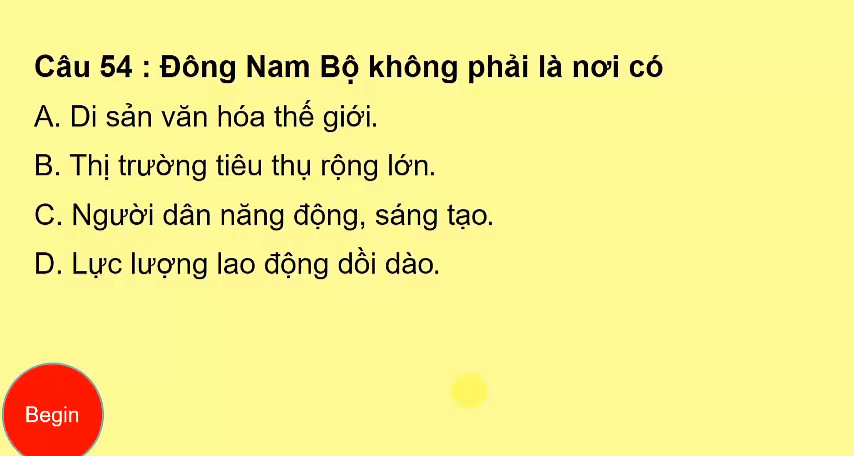 Câu 54 : Đông Nam Bộ không phải là nơi có
A. Di sản văn hóa thế giới.
B. Thị trường tiêu thụ rộng lớn.
C. Người dân năng động, sáng tạo.
D. Lực lượng lao động dồi dào.
Begin